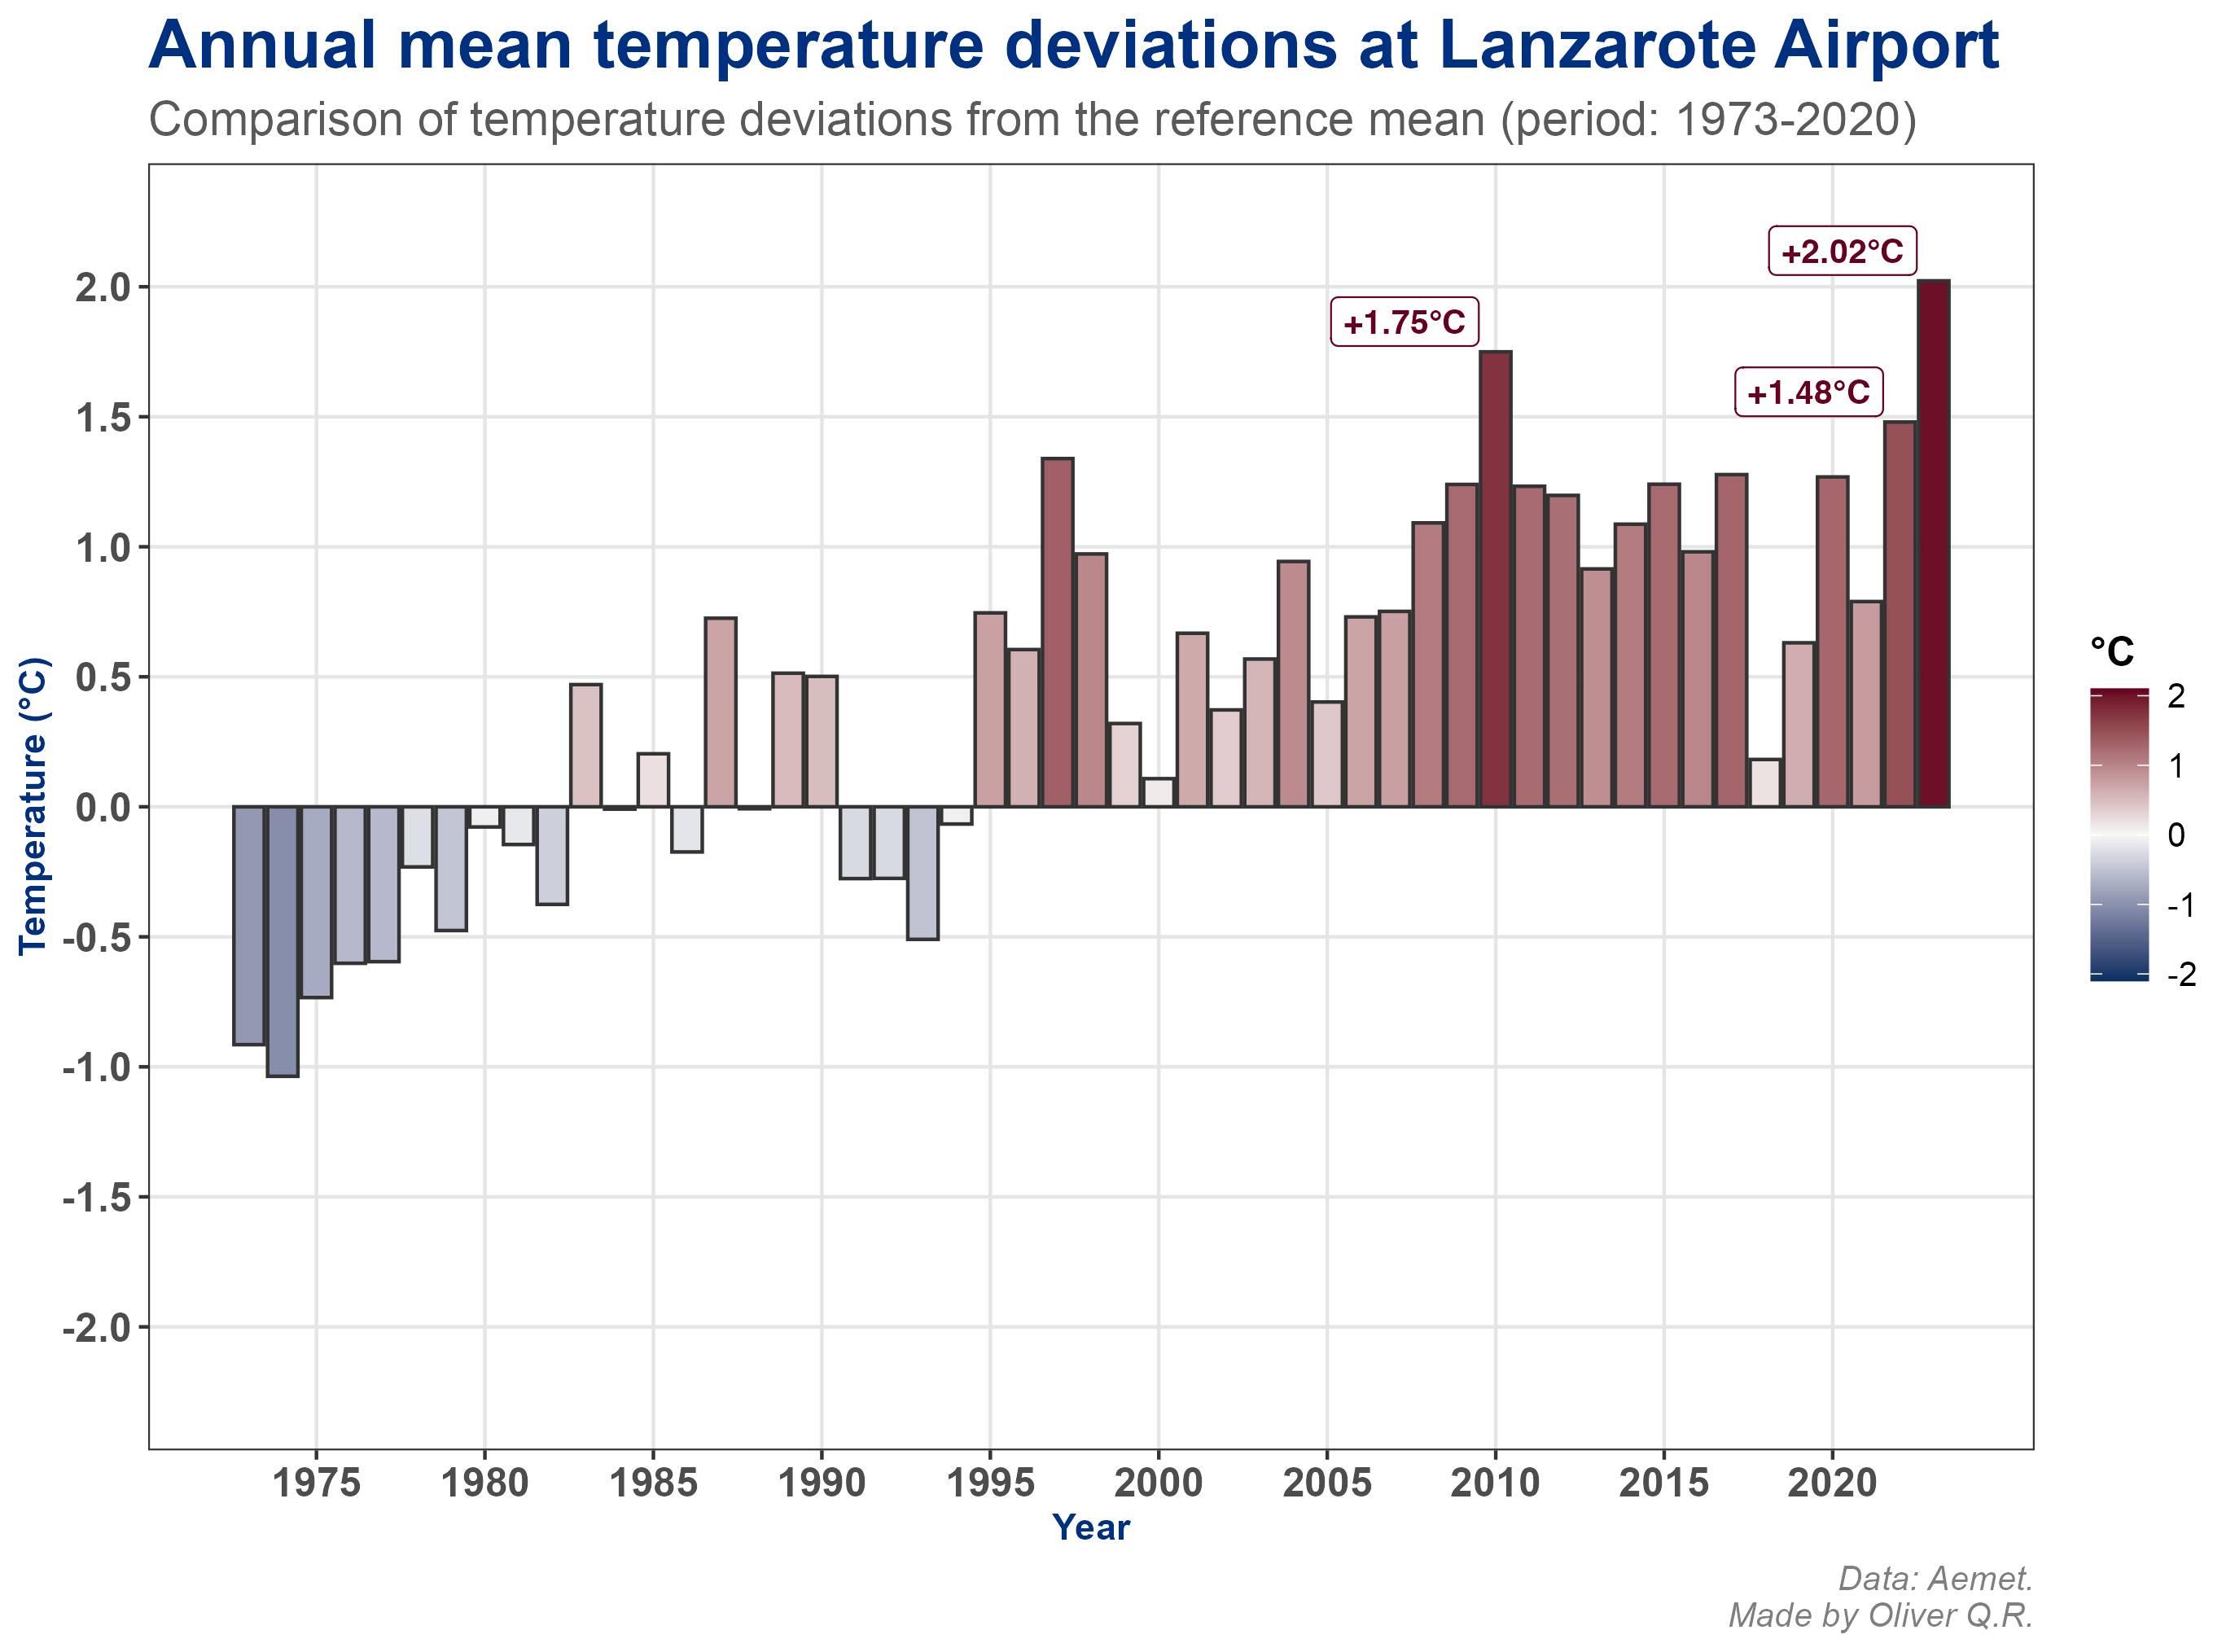 Annual mean temperature deviations at Lanzarote Airport
Comparison of temperature deviations from the reference mean (period: 1973-2020)
+2.02°C
+1.75°C
+1.48°C
2.0
1.5
1.0
0.5
0.0
-0.5
-1.0
-1.5
-2.0
Temperature (°C)
°C
2
1
0
-1
-2
1975 1980 1985 1990 1995 2000 2005 2010 2015 2020
Year
Data: Aemet.
Made by Oliver Q.R.